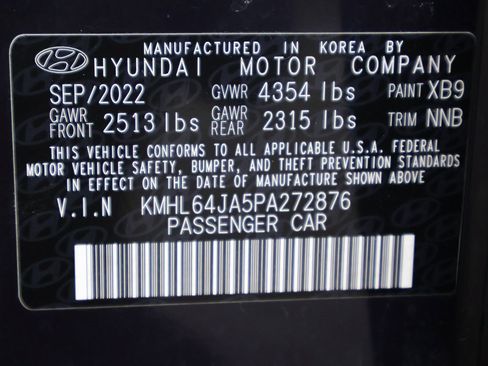 MANUFACTURED IN KOREA BY
HYUNDAI MOTOR COMPANY
SEP/2022 GVWR 4354 lbs PAINT XB9
GAWR FRONT 2513 lbs GAWR REAR 2315 lbs TRIM NNB
THIS VEHICLE CONFORMS TO ALL APPLICABLE U.S.A. FEDERAL
MOTOR VEHICLE SAFETY, BUMPER, AND THEFT PREVENTION STANDARDS
IN EFFECT ON THE DATE OF MANUFACTURE SHOWN ABOVE
V.I.N KMHL64JA5PA272876
PASSENGER CAR